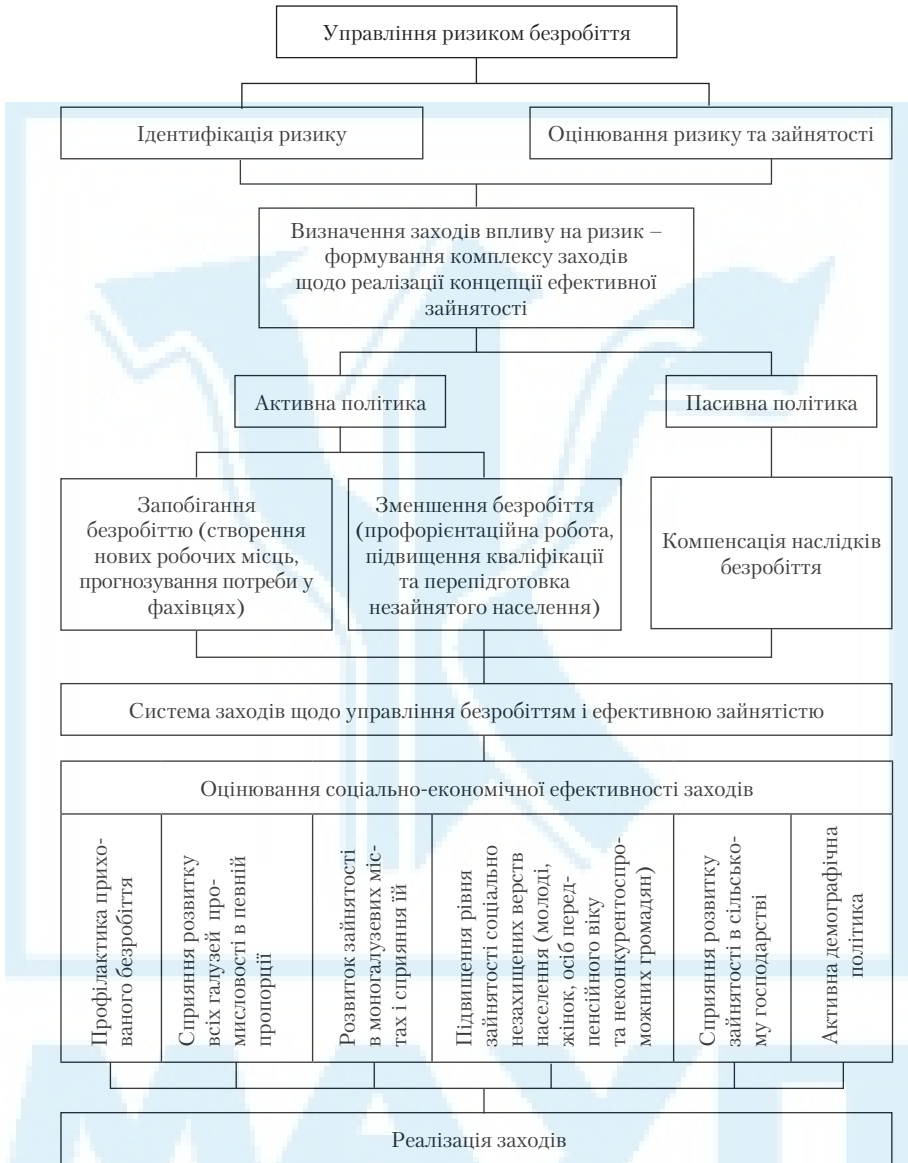 Управління ризиком безробіття
Ідентифікація ризику
Оцінювання ризику та зайнятості
Визначення заходів впливу на ризик –
формування комплексу заходів
щодо реалізації концепції ефективної
зайнятості
Активна політика
Пасивна політика
Запобігання
безробіттю (створення
нових робочих місць,
прогнозування потреби у
фахівцях)
Зменшення безробіття
(профорієнтаційна робота,
підвищення кваліфікації
та перепідготовка
незайнятого населення)
Компенсація наслідків
безробіття
Система заходів щодо управління безробіттям і ефективною зайнятістю
Оцінювання соціально-економічної ефективності заходів
Профілактика прихо-
ваного безробіття
Сприяння розвитку
всіх галузей про-
мисловості в певній
пропорції
Розвиток зайнятості
в моногалузевих міс-
тах і сприяння їй
Підвищення рівня
зайнятості соціально
незахищених верств
населення (молоді,
жінок, осіб перед-
пенсійного віку
та неконкурентоспро-
можних громадян)
Сприяння розвитку
зайнятості в сільсько-
му господарстві
Активна демографічна
політика
Реалізація заходів
МАУП